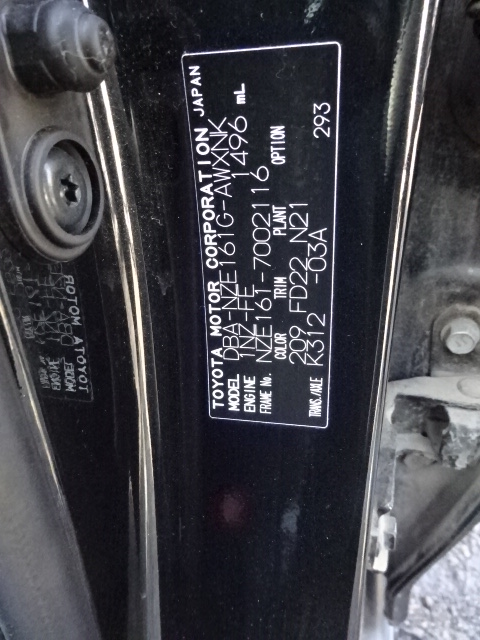 TOYOTA MOTOR CORPORATION JAPAN
MODEL DBA-NZE161G-AWXNK
ENGINE 1NZ-FE 1496 mL
FRAME No. NZE161-7002116
COLOR TRIM PLANT OPTION
209 FD22 N21
TRANS./AXLE K312 -03A 293